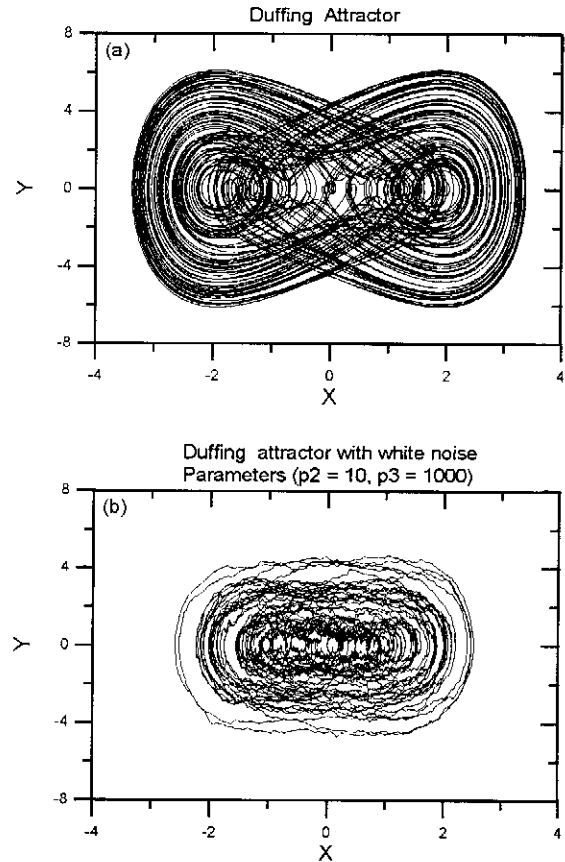 Duffing Attractor
(a)
8
4
0
-4
-8
Y
-4
-2
0
2
4
X
Duffing attractor with white noise
Parameters (p2 = 10, p3 = 1000)
(b)
8
4
0
-4
-8
Y
-4
-2
0
2
4
X